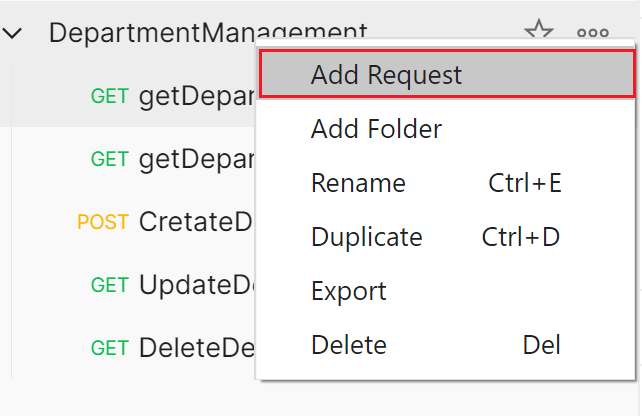 DepartmentManagement
Add Request
GET getDepar
Add Folder
GET getDepar
Rename Ctrl+E
POST CretateD
Duplicate Ctrl+D
GET UpdateDe
Export
GET DeleteDe
Delete Del